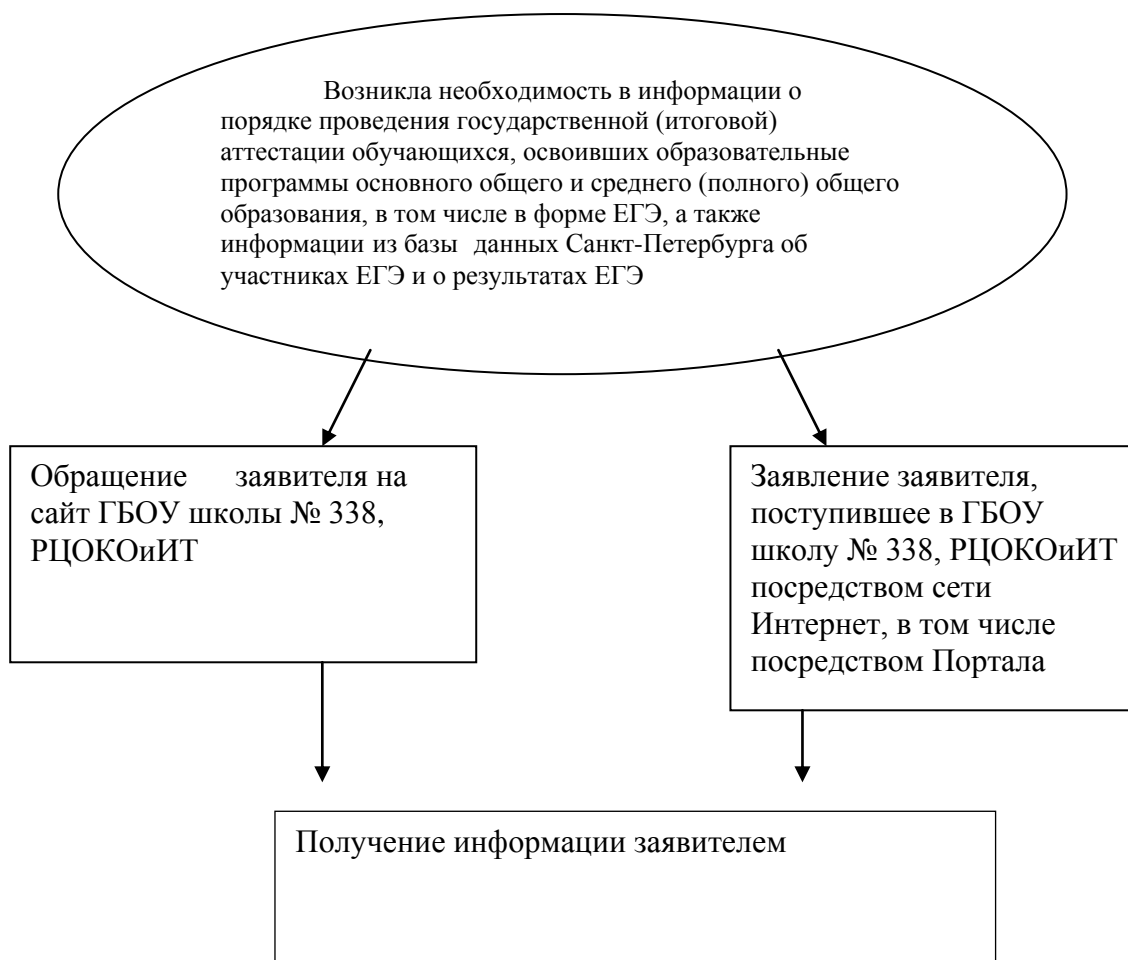 Возникла необходимость в информации о
порядке проведения государственной (итоговой)
аттестации обучающихся, освоивших образовательные
программы основного общего и среднего (полного) общего
образования, в том числе в форме ЕГЭ, а также
информации из базы данных Санкт-Петербурга об
участниках ЕГЭ и о результатах ЕГЭ
Обращение заявителя на
сайт ГБОУ школы № 338,
РЦОКОиИТ
Заявление заявителя,
поступившее в ГБОУ
школу № 338, РЦОКОиИТ
посредством сети
Интернет, в том числе
посредством Портала
Получение информации заявителем